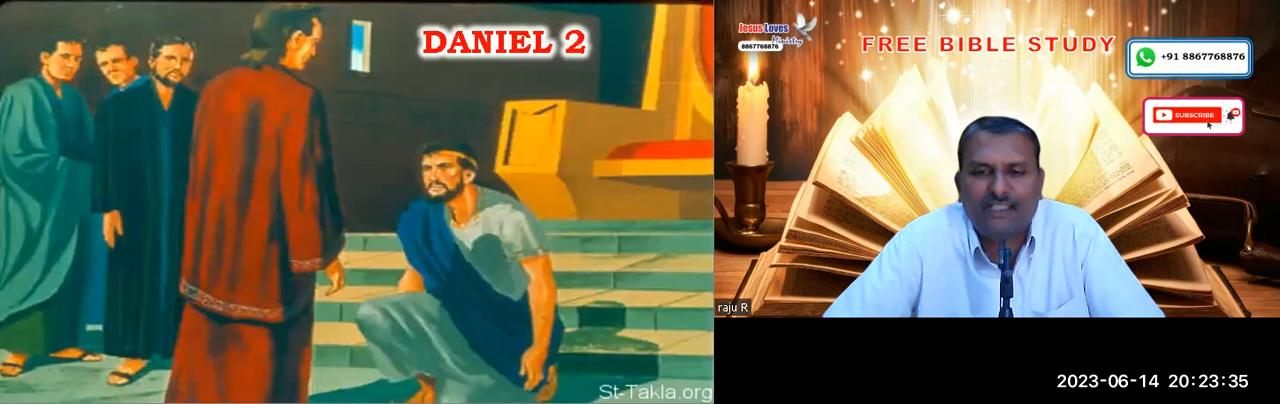 DANIEL 2
St-Takla.org
Jesus Loves
Ministry
8867768876
FREE BIBLE STUDY
+91 8867768876
SUBSCRIBE
raju R
2023-06-14 20:23:35